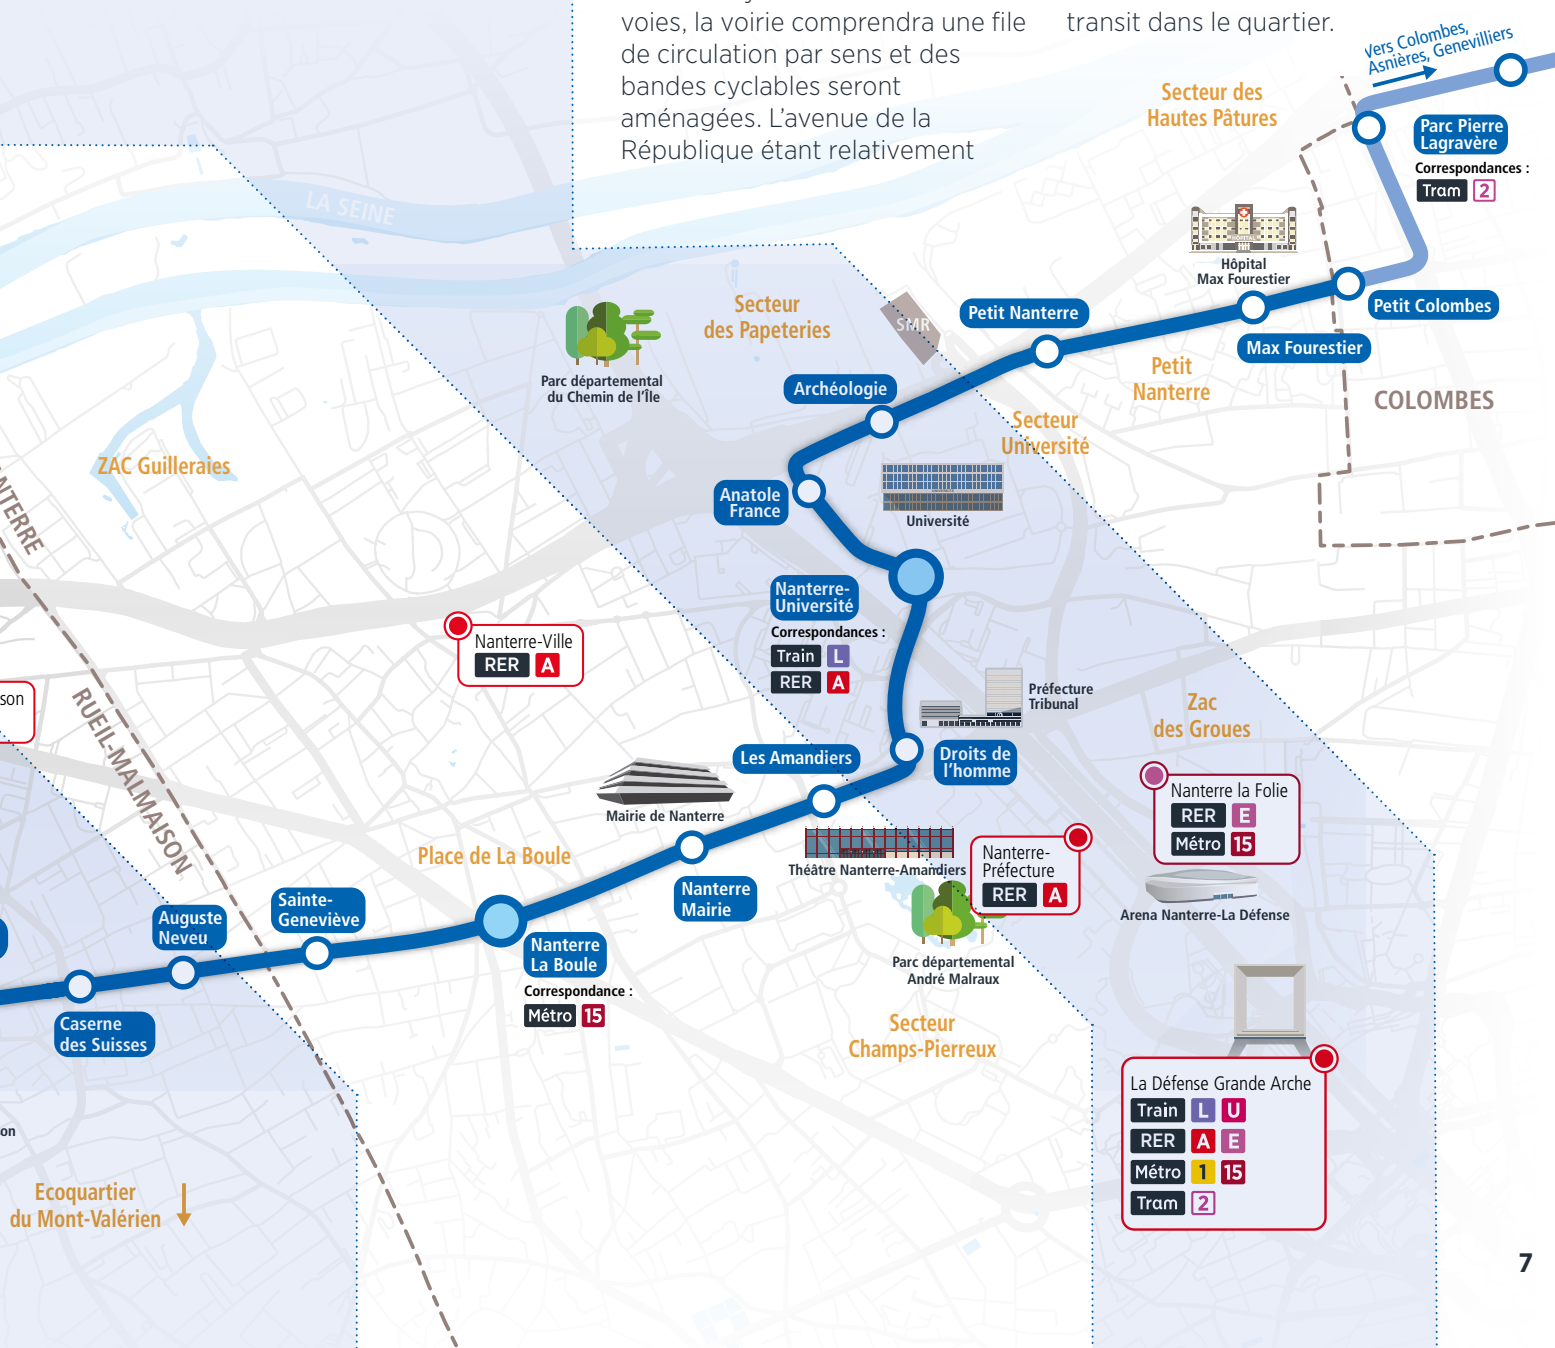 voies, la voirie comprendra une file
de circulation par sens et des
bandes cyclables seront
aménagées. L'avenue de la
République étant relativement
transit dans le quartier.
Vers Colombes,
Asnières, Genevilliers
Secteur des
Hautes Pâtures
Parc Pierre
Lagravère
Correspondances :
Tram 2
LA SEINE
Hôpital
Max Fourestier
Petit Colombes
Max Fourestier
Petit Nanterre
SMR
Secteur
des Papeteries
Petit
Nanterre
COLOMBES
Parc départemental
du Chemin de l'Île
Archéologie
Secteur
Université
ZAC Guilleraies
Anatole
France
Université
Nanterre-
Université
Correspondances :
Train L
RER A
Nanterre-Ville
RER A
RUEIL-MALMAISON
Préfecture
Tribunal
Zac
des Groues
Droits de
l'homme
Les Amandiers
Nanterre la Folie
RER E
Métro 15
Mairie de Nanterre
Place de La Boule
Théâtre Nanterre-Amandiers
Nanterre-
Préfecture
RER A
Nanterre
Mairie
Arena Nanterre-La Défense
Sainte-
Geneviève
Auguste
Neveu
Nanterre
La Boule
Correspondance :
Métro 15
Parc départemental
André Malraux
Caserne
des Suisses
Secteur
Champs-Pierreux
La Défense Grande Arche
Train L U
RER A E
Métro 1 15
Tram 2
Ecoquartier
du Mont-Valérien
7